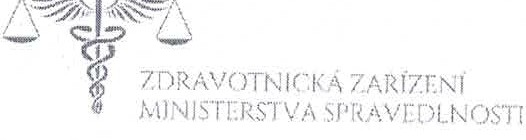 ZDRAVOTNICKÁ ZAŘÍZENÍ
MINISTERSTVA SPRAVEDLNOSTI